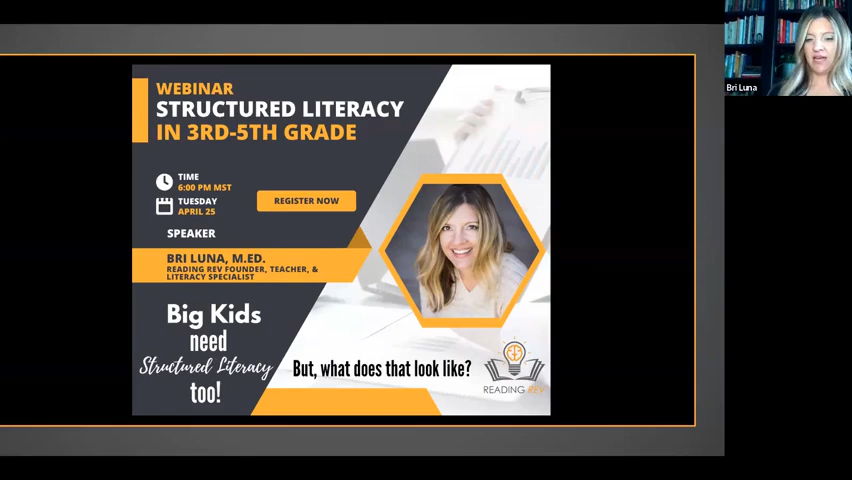 WEBINAR
STRUCTURED LITERACY
IN 3RD-5TH GRADE
TIME
6:00 PM MST
TUESDAY
APRIL 25
REGISTER NOW
SPEAKER
BRI LUNA, M.ED.
READING REV FOUNDER, TEACHER, &
LITERACY SPECIALIST
Big Kids
need
Structured Literacy
too!
But, what does that look like?
READING REV
Bri Luna